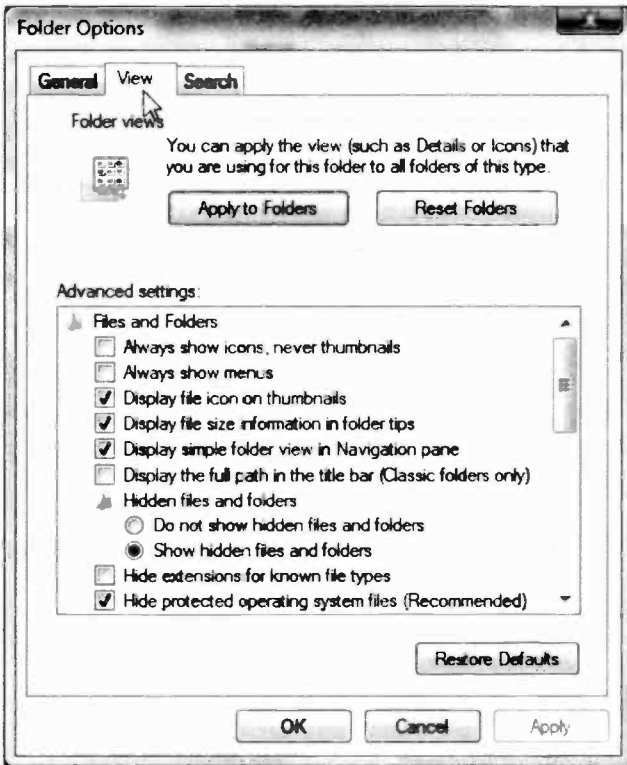 Folder Options
General View Search
Folder views
You can apply the view (such as Details or Icons) that
you are using for this folder to all folders of this type.
Apply to Folders Reset Folders
Advanced settings:
Files and Folders
Always show icons, never thumbnails
Always show menus
Display file icon on thumbnails
Display file size information in folder tips
Display simple folder view in Navigation pane
Display the full path in the title bar (Classic folders only)
Hidden files and folders
Do not show hidden files and folders
Show hidden files and folders
Hide extensions for known file types
Hide protected operating system files (Recommended)
Restore Defaults
OK Cancel Apply